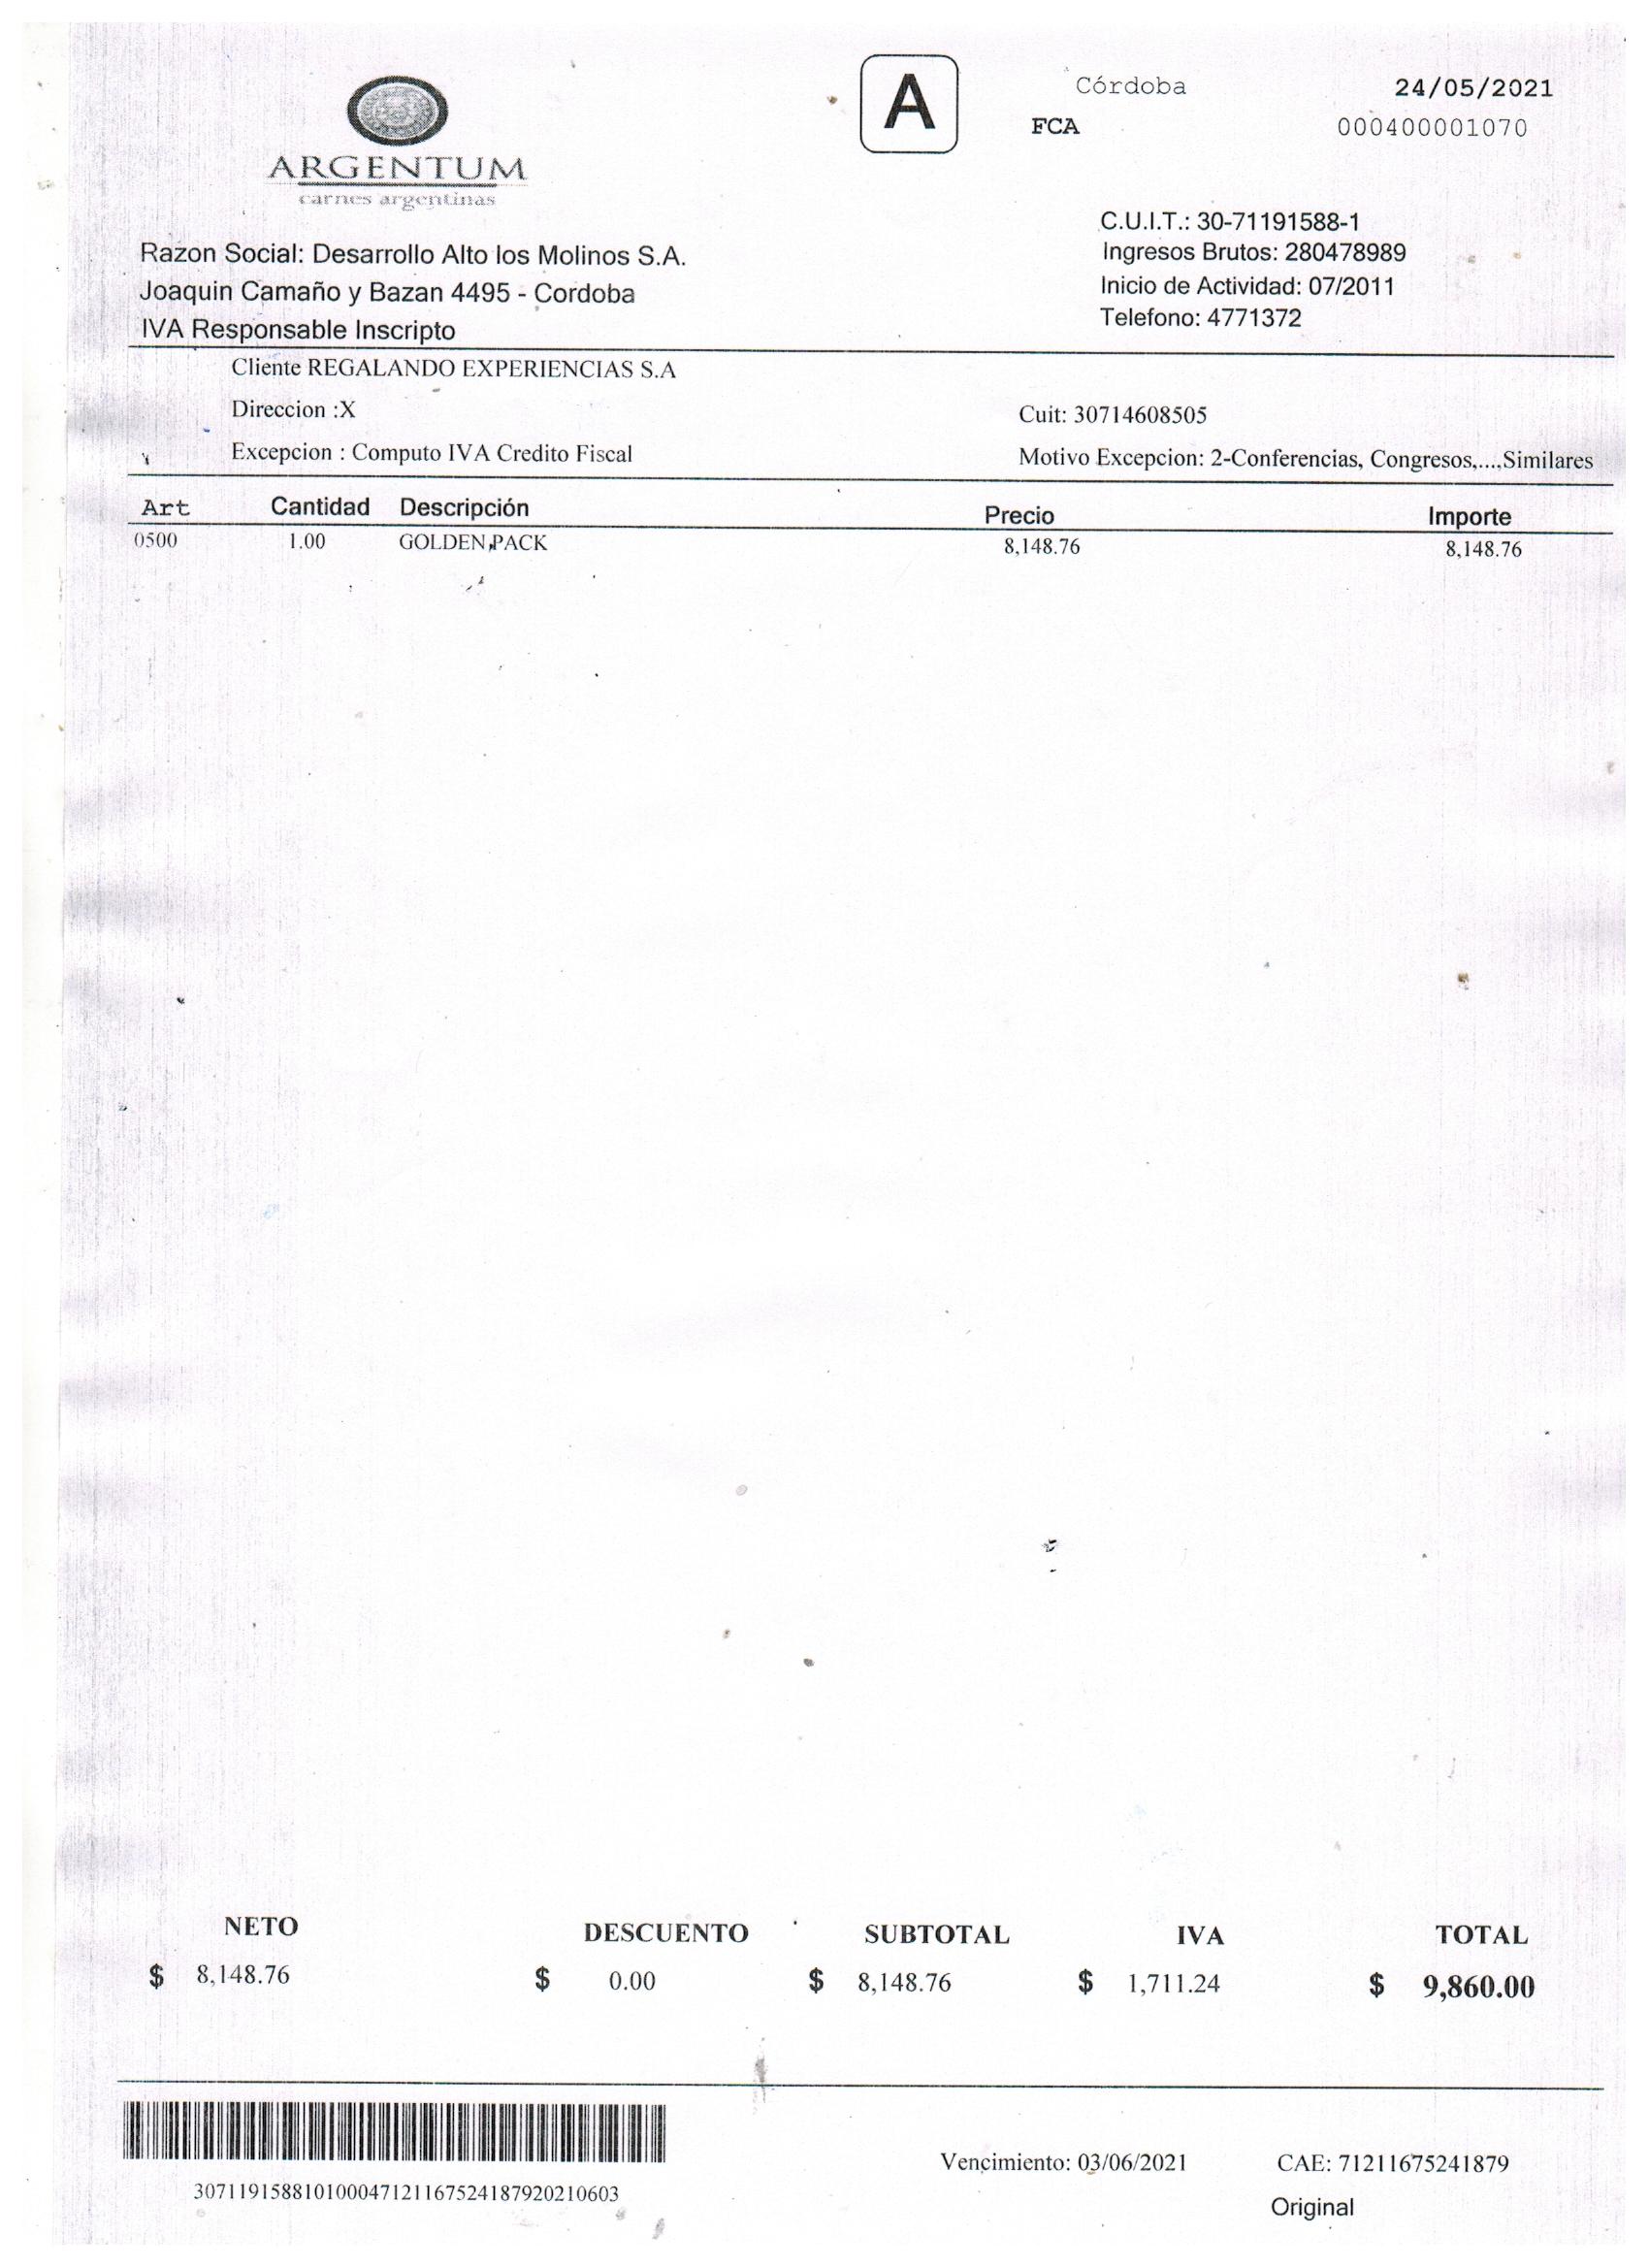 A
Córdoba 24/05/2021
FCA 000400001070
ARGENTUM
carnes argentinas
C.U.I.T.: 30-71191588-1
Razon Social: Desarrollo Alto los Molinos S.A.
Ingresos Brutos: 280478989
Joaquin Camaño y Bazan 4495 - Cordoba
Inicio de Actividad: 07/2011
IVA Responsable Inscripto
Telefono: 4771372
Cliente REGALANDO EXPERIENCIAS S.A
Direccion :X Cuit: 30714608505
Excepcion : Computo IVA Credito Fiscal Motivo Excepcion: 2-Conferencias, Congresos,...,Similares
Art Cantidad Descripción Precio Importe
0500 1.00 GOLDEN PACK 8,148.76 8,148.76
NETO DESCUENTO SUBTOTAL IVA TOTAL
$ 8,148.76 $ 0.00 $ 8,148.76 $ 1,711.24 $ 9,860.00
Vencimiento: 03/06/2021 CAE: 71211675241879
307119158810100047121167524187920210603
Original